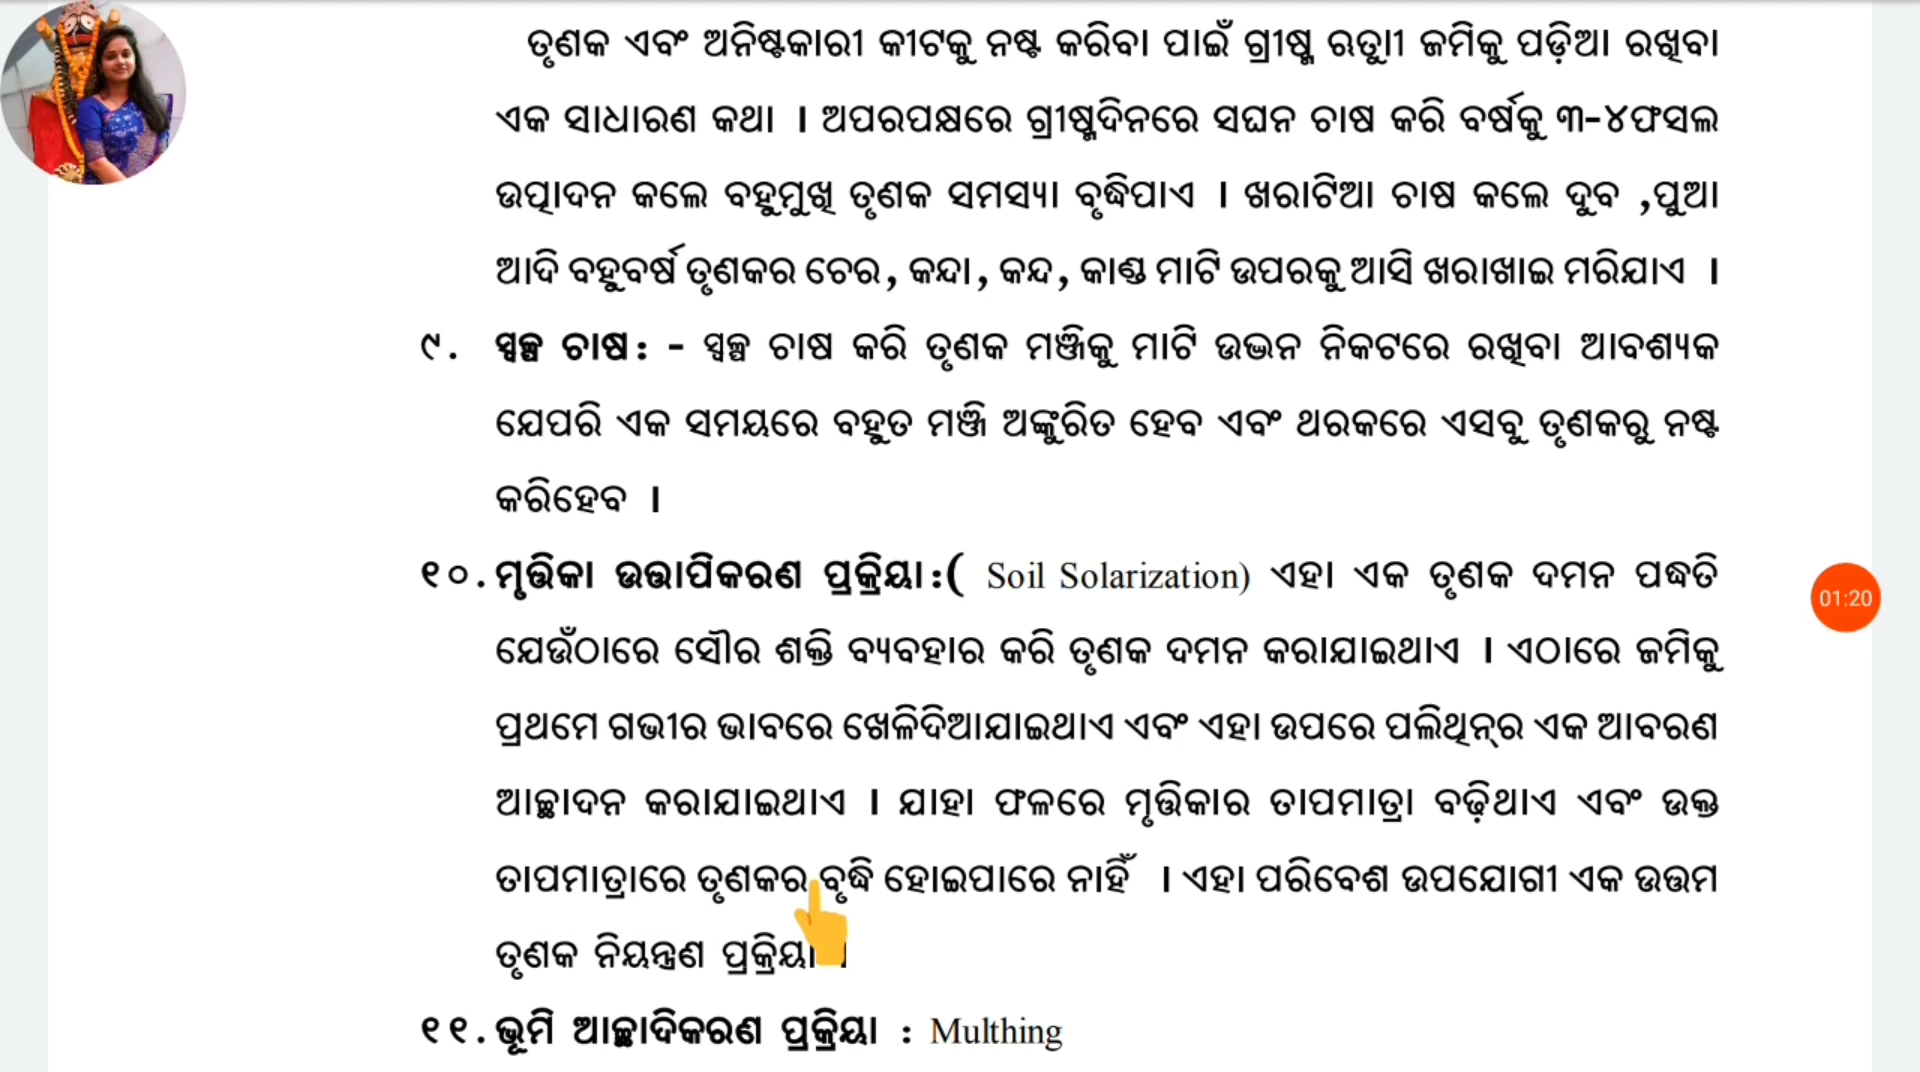 ତୃଣକ ଏବଂ ଅନିଷ୍ଟକାରୀ କୀଟକୁ ନଷ୍ଟ କରିବା ପାଇଁ ଗ୍ରୀଷ୍ମ ଋତୁୀ ଜମିକୁ ପଡ଼ିଆ ରଖିବା
ଏକ ସାଧାରଣ କଥା । ଅପରପକ୍ଷରେ ଗ୍ରୀଷ୍ମଦିନରେ ସଘନ ଚାଷ କରି ବର୍ଷକୁ ୩-୪ଫସଲ
ଉତ୍ପାଦନ କଲେ ବହୁମୁଖି ତୃଣକ ସମସ୍ୟା ବୃଦ୍ଧିପାଏ । ଖରାଟିଆ ଚାଷ କଲେ ଦୁବ ,ପୁଆ
ଆଦି ବହୁବର୍ଷୀ ତୃଣକର ଚେର, କନ୍ଦା, କନ୍ଦ, କାଣ୍ଡ ମାଟି ଉପରକୁ ଆସି ଖରାଖାଇ ମରିଯାଏ ।
୯. ସ୍ୱଳ୍ପ ଚାଷ: - ସ୍ୱଳ୍ପ ଚାଷ କରି ତୃଣକ ମଞ୍ଜିକୁ ମାଟି ଉଦ୍ଭନ ନିକଟରେ ରଖିବା ଆବଶ୍ୟକ
ଯେପରି ଏକ ସମୟରେ ବହୁତ ମଞ୍ଜି ଅଙ୍କୁରିତ ହେବ ଏବଂ ଥରକରେ ଏସବୁ ତୃଣକରୁ ନଷ୍ଟ
କରିହେବ ।
୧୦. ମୃତ୍ତିକା ଉତ୍ତାପିକରଣ ପ୍ରକ୍ରିୟା:( Soil Solarization) ଏହା ଏକ ତୃଣକ ଦମନ ପଦ୍ଧତି
ଯେଉଁଠାରେ ସୌର ଶକ୍ତି ବ୍ୟବହାର କରି ତୃଣକ ଦମନ କରାଯାଇଥାଏ । ଏଠାରେ ଜମିକୁ
ପ୍ରଥମେ ଗଭୀର ଭାବରେ ଖେଳିଦିଆଯାଇଥାଏ ଏବଂ ଏହା ଉପରେ ପଲିଥିନ୍‌ର ଏକ ଆବରଣ
ଆଚ୍ଛାଦନ କରାଯାଇଥାଏ । ଯାହା ଫଳରେ ମୃତ୍ତିକାର ତାପମାତ୍ରା ବଢ଼ିଥାଏ ଏବଂ ଉକ୍ତ
ତାପମାତ୍ରାରେ ତୃଣକର ବୃଦ୍ଧି ହୋଇପାରେ ନାହିଁ । ଏହା ପରିବେଶ ଉପଯୋଗୀ ଏକ ଉତ୍ତମ
ତୃଣକ ନିୟନ୍ତ୍ରଣ ପ୍ରକ୍ରିୟା ।
୧୧. ଭୂମି ଆଚ୍ଛାଦିକରଣ ପ୍ରକ୍ରିୟା : Multhing
01:20